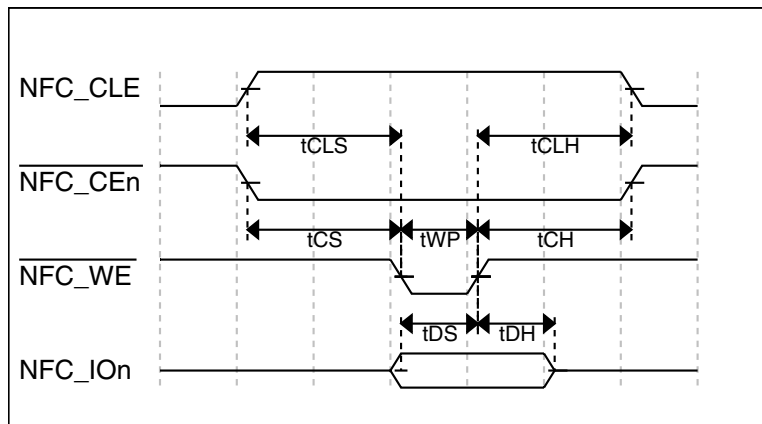 NFC_CLE
tCLS tCLH
NFC_CEn
tCS tWP tCH
NFC_WE
tDS tDH
NFC_IOn